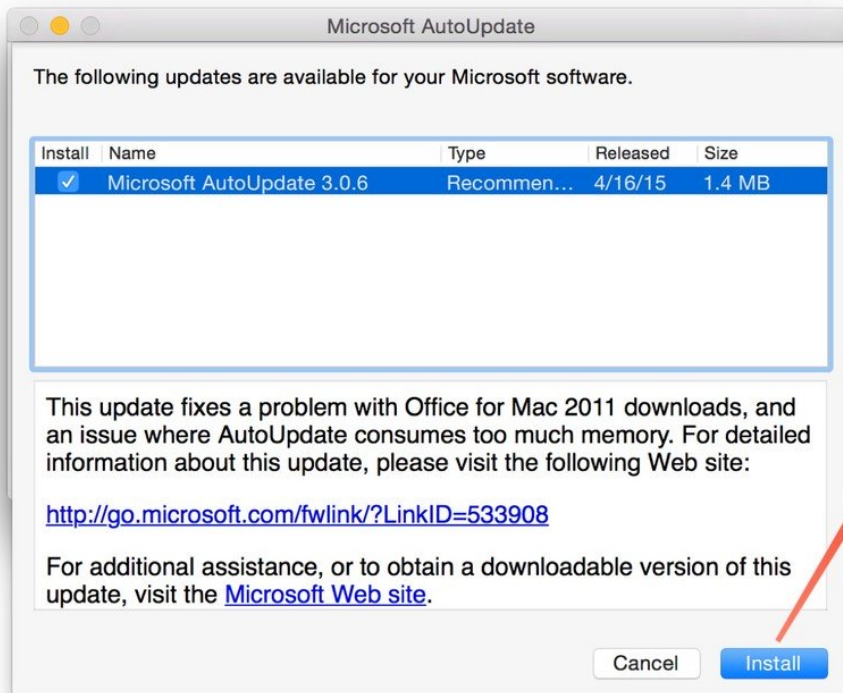 Microsoft AutoUpdate
The following updates are available for your Microsoft software.
Install Name Type Released Size
Microsoft AutoUpdate 3.0.6 Recommen... 4/16/15 1.4 MB
This update fixes a problem with Office for Mac 2011 downloads, and
an issue where AutoUpdate consumes too much memory. For detailed
information about this update, please visit the following Web site:
http://go.microsoft.com/fwlink/?LinkID=533908
For additional assistance, or to obtain a downloadable version of this
update, visit the Microsoft Web site.
Cancel Install